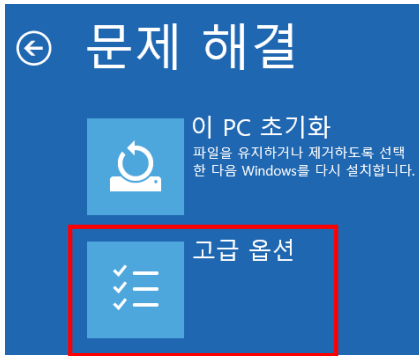 문제 해결
이 PC 초기화
파일을 유지하거나 제거하도록 선택
한 다음 Windows를 다시 설치합니다.
고급 옵션